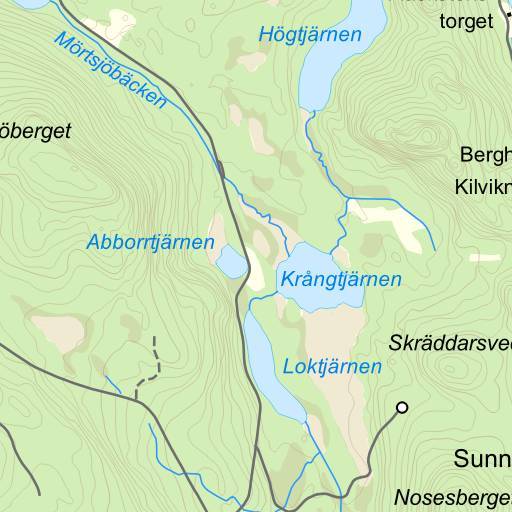 torget
Högtjärnen
Mörtsjöbäcken
öberget
Bergh
Kilvikn
Abborrtjärnen
Krångtjärnen
Skräddarsved
Loktjärnen
Sunn
Nosesberget